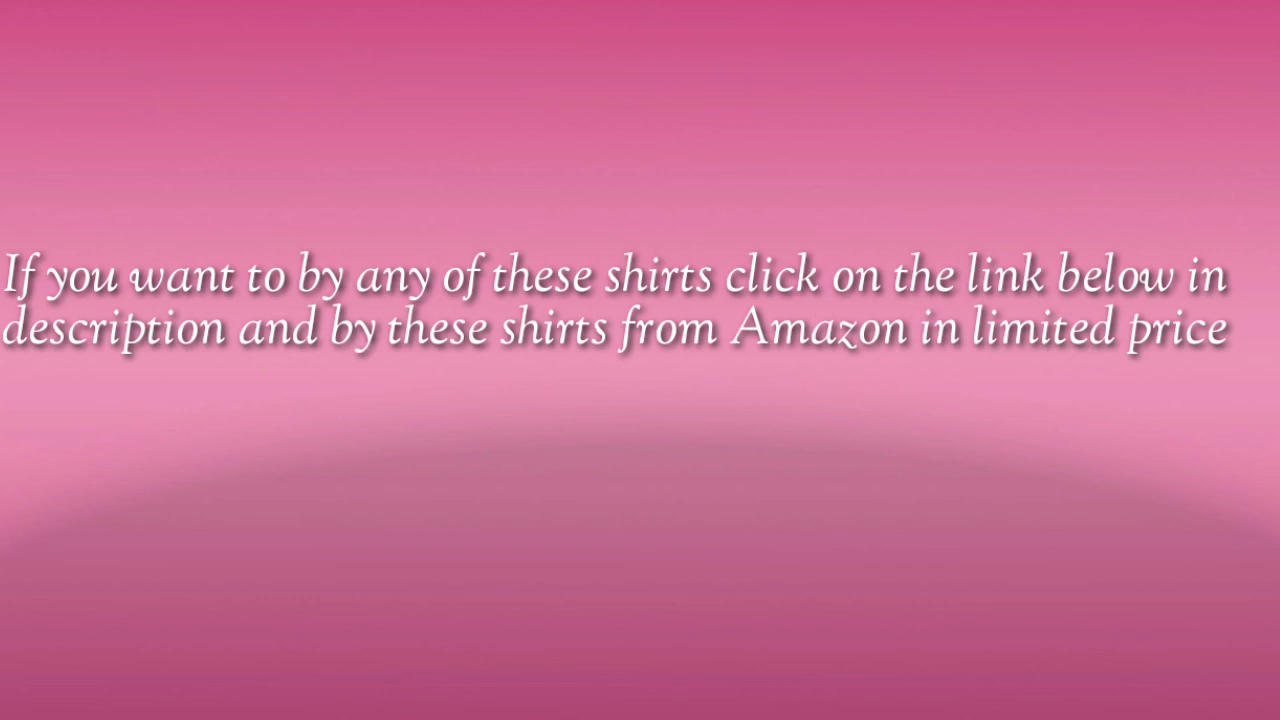 If you want to by any of these shirts click on the link below in
description and by these shirts from Amazon in limited price